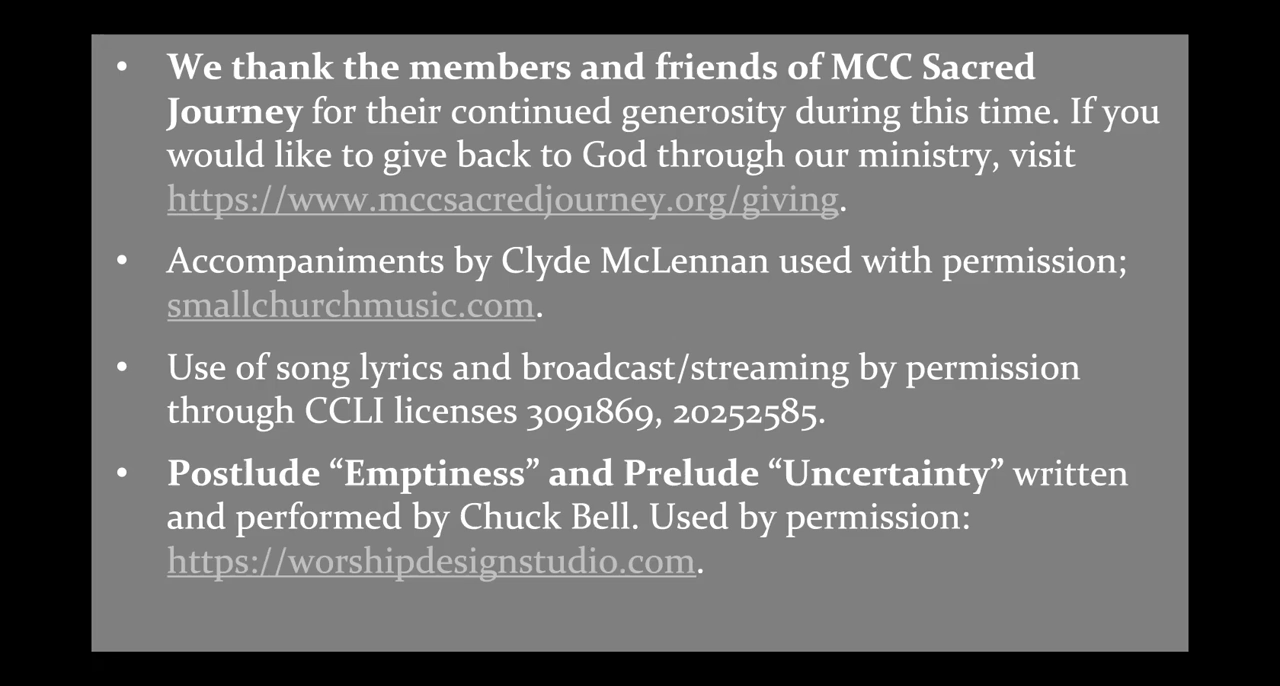 • We thank the members and friends of MCC Sacred
Journey for their continued generosity during this time. If you
would like to give back to God through our ministry, visit
https://www.mccsacredjourney.org/giving.
• Accompaniments by Clyde McLennan used with permission;
smallchurchmusic.com.
• Use of song lyrics and broadcast/streaming by permission
through CCLI licenses 3091869, 20252585.
• Postlude “Emptiness” and Prelude “Uncertainty” written
and performed by Chuck Bell. Used by permission:
https://worshipdesignstudio.com.